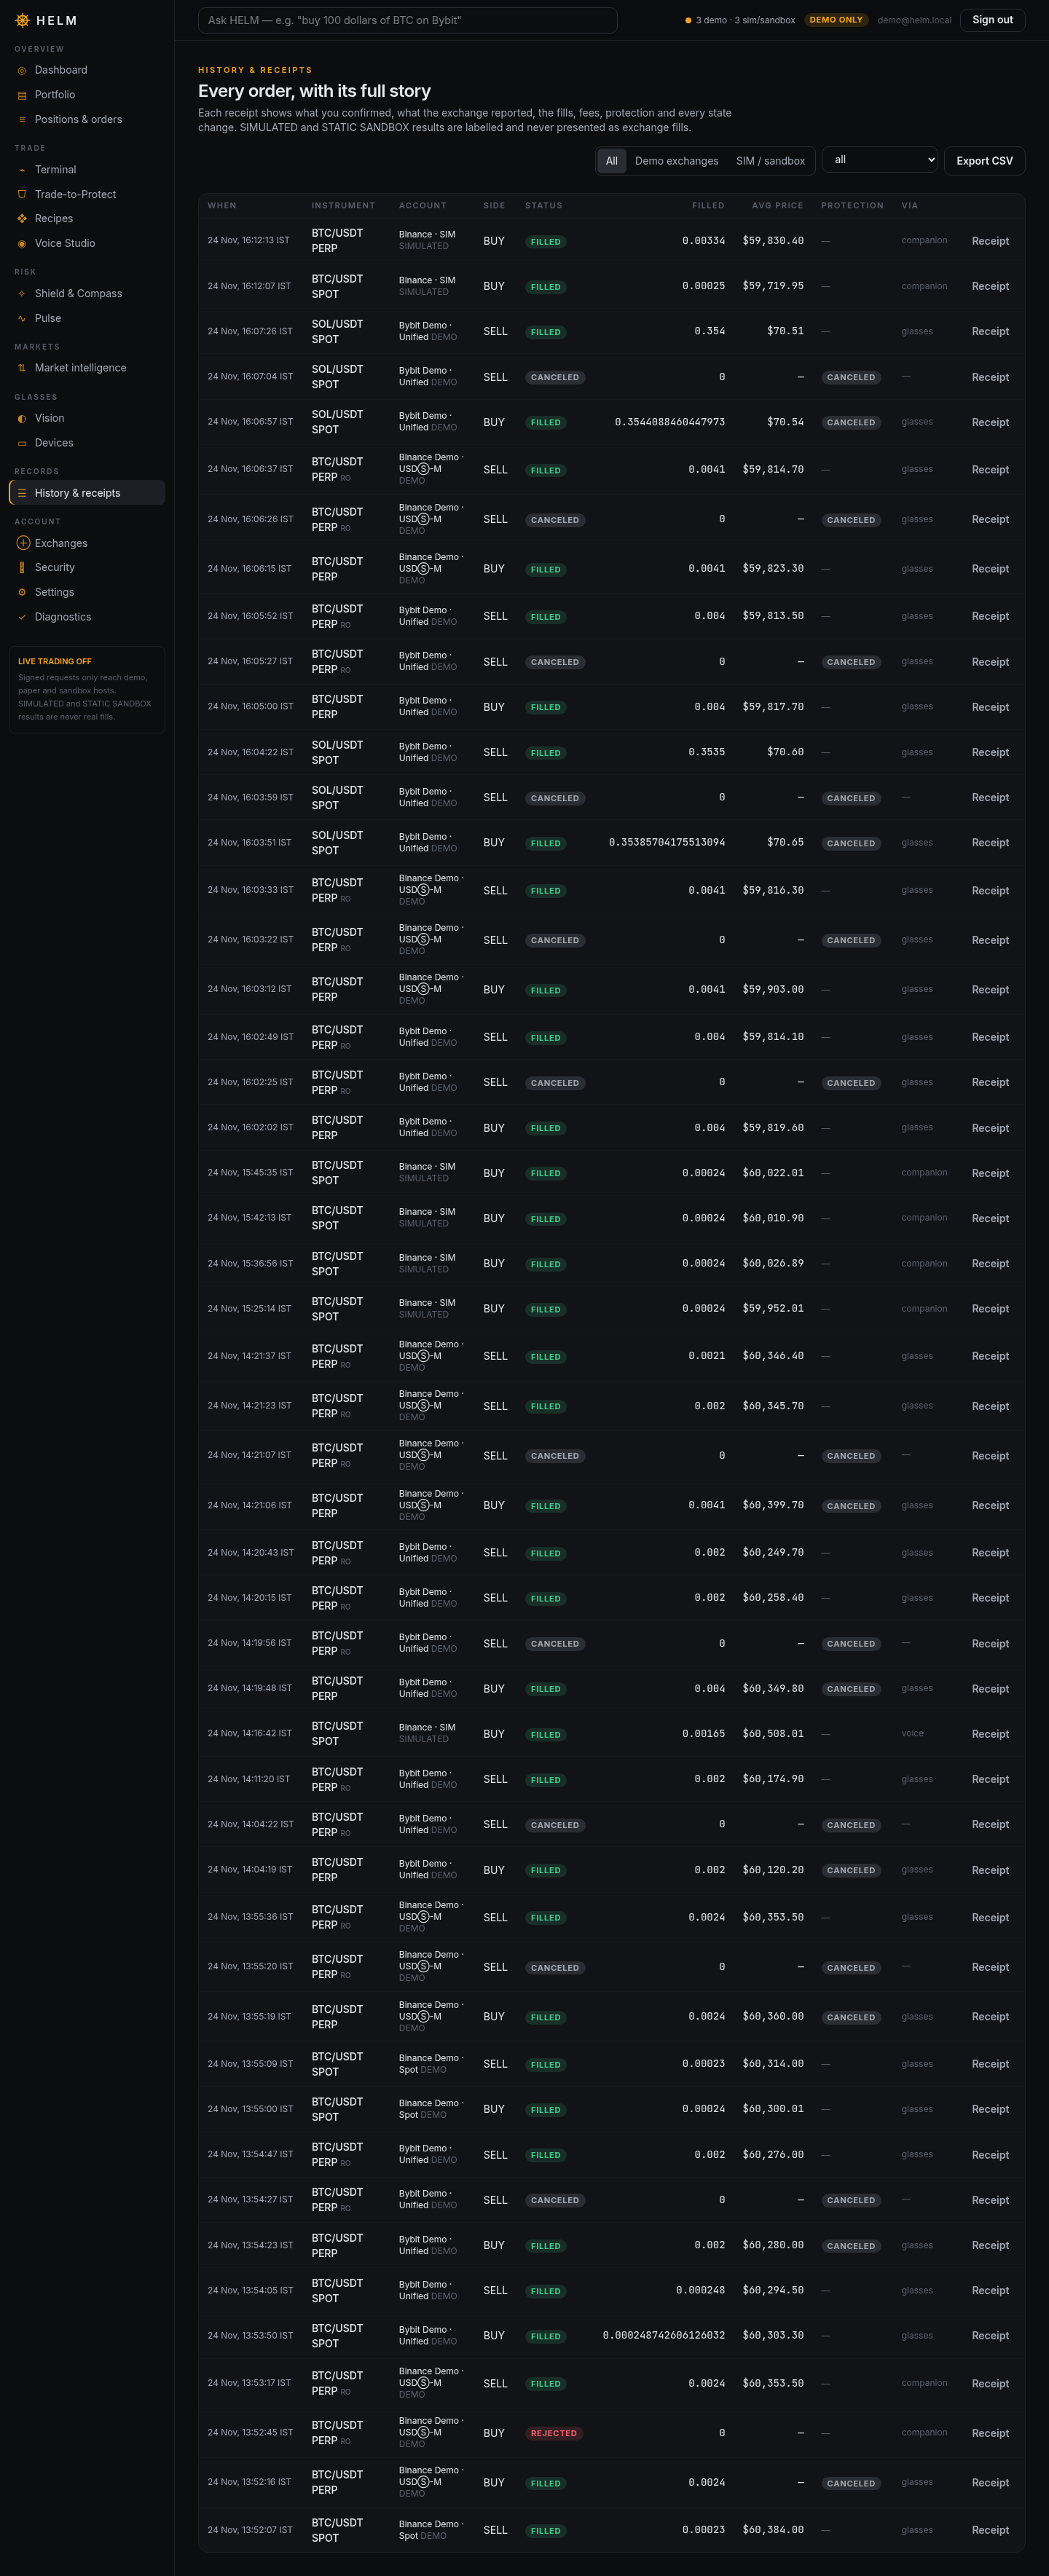 HELM
OVERVIEW
Dashboard
Portfolio
Positions & orders
TRADE
Terminal
Trade-to-Protect
Recipes
Voice Studio
RISK
Shield & Compass
Pulse
MARKETS
Market intelligence
GLASSES
Vision
Devices
RECORDS
History & receipts
ACCOUNT
Exchanges
Security
Settings
Diagnostics
LIVE TRADING OFF
Signed requests only reach demo,
paper and sandbox hosts.
SIMULATED and STATIC SANDBOX
results are never real fills.
Ask HELM — e.g. "buy 100 dollars of BTC on Bybit"
3 demo · 3 sim/sandbox DEMO ONLY demo@helm.local Sign out
HISTORY & RECEIPTS
Every order, with its full story
Each receipt shows what you confirmed, what the exchange reported, the fills, fees, protection and every state
change. SIMULATED and STATIC SANDBOX results are labelled and never presented as exchange fills.
All Demo exchanges SIM / sandbox all Export CSV
WHEN INSTRUMENT ACCOUNT SIDE STATUS FILLED AVG PRICE PROTECTION VIA
24 Nov, 16:12:13 IST BTC/USDT PERP Binance · SIM SIMULATED BUY FILLED 0.00334 $59,830.40 — companion Receipt
24 Nov, 16:12:07 IST BTC/USDT SPOT Binance · SIM SIMULATED BUY FILLED 0.00025 $59,719.95 — companion Receipt
24 Nov, 16:07:26 IST SOL/USDT SPOT Bybit Demo · Unified DEMO SELL FILLED 0.354 $70.51 — glasses Receipt
24 Nov, 16:07:04 IST SOL/USDT SPOT Bybit Demo · Unified DEMO SELL CANCELED 0 — CANCELED — Receipt
24 Nov, 16:06:57 IST SOL/USDT SPOT Bybit Demo · Unified DEMO BUY FILLED 0.3544088460447973 $70.54 CANCELED glasses Receipt
24 Nov, 16:06:37 IST BTC/USDT PERP RO Binance Demo · USDⓈ-M DEMO SELL FILLED 0.0041 $59,814.70 — glasses Receipt
24 Nov, 16:06:26 IST BTC/USDT PERP RO Binance Demo · USDⓈ-M DEMO SELL CANCELED 0 — CANCELED glasses Receipt
24 Nov, 16:06:15 IST BTC/USDT PERP Binance Demo · USDⓈ-M DEMO BUY FILLED 0.0041 $59,823.30 — glasses Receipt
24 Nov, 16:05:52 IST BTC/USDT PERP RO Bybit Demo · Unified DEMO SELL FILLED 0.004 $59,813.50 — glasses Receipt
24 Nov, 16:05:27 IST BTC/USDT PERP RO Bybit Demo · Unified DEMO SELL CANCELED 0 — CANCELED glasses Receipt
24 Nov, 16:05:00 IST BTC/USDT PERP Bybit Demo · Unified DEMO BUY FILLED 0.004 $59,817.70 — glasses Receipt
24 Nov, 16:04:22 IST SOL/USDT SPOT Bybit Demo · Unified DEMO SELL FILLED 0.3535 $70.60 — glasses Receipt
24 Nov, 16:03:59 IST SOL/USDT SPOT Bybit Demo · Unified DEMO SELL CANCELED 0 — CANCELED — Receipt
24 Nov, 16:03:51 IST SOL/USDT SPOT Bybit Demo · Unified DEMO BUY FILLED 0.35385704175513094 $70.65 CANCELED glasses Receipt
24 Nov, 16:03:33 IST BTC/USDT PERP RO Binance Demo · USDⓈ-M DEMO SELL FILLED 0.0041 $59,816.30 — glasses Receipt
24 Nov, 16:03:22 IST BTC/USDT PERP RO Binance Demo · USDⓈ-M DEMO SELL CANCELED 0 — CANCELED glasses Receipt
24 Nov, 16:03:12 IST BTC/USDT PERP Binance Demo · USDⓈ-M DEMO BUY FILLED 0.0041 $59,903.00 — glasses Receipt
24 Nov, 16:02:49 IST BTC/USDT PERP RO Bybit Demo · Unified DEMO SELL FILLED 0.004 $59,814.10 — glasses Receipt
24 Nov, 16:02:25 IST BTC/USDT PERP RO Bybit Demo · Unified DEMO SELL CANCELED 0 — CANCELED glasses Receipt
24 Nov, 16:02:02 IST BTC/USDT PERP Bybit Demo · Unified DEMO BUY FILLED 0.004 $59,819.60 — glasses Receipt
24 Nov, 15:45:35 IST BTC/USDT SPOT Binance · SIM SIMULATED BUY FILLED 0.00024 $60,022.01 — companion Receipt
24 Nov, 15:42:13 IST BTC/USDT SPOT Binance · SIM SIMULATED BUY FILLED 0.00024 $60,010.90 — companion Receipt
24 Nov, 15:36:56 IST BTC/USDT SPOT Binance · SIM SIMULATED BUY FILLED 0.00024 $60,026.89 — companion Receipt
24 Nov, 15:25:14 IST BTC/USDT SPOT Binance · SIM SIMULATED BUY FILLED 0.00024 $59,952.01 — companion Receipt
24 Nov, 14:21:37 IST BTC/USDT PERP RO Binance Demo · USDⓈ-M DEMO SELL FILLED 0.0021 $60,346.40 — glasses Receipt
24 Nov, 14:21:23 IST BTC/USDT PERP RO Binance Demo · USDⓈ-M DEMO SELL FILLED 0.002 $60,345.70 — glasses Receipt
24 Nov, 14:21:07 IST BTC/USDT PERP RO Binance Demo · USDⓈ-M DEMO SELL CANCELED 0 — CANCELED — Receipt
24 Nov, 14:21:06 IST BTC/USDT PERP Binance Demo · USDⓈ-M DEMO BUY FILLED 0.0041 $60,399.70 CANCELED glasses Receipt
24 Nov, 14:20:43 IST BTC/USDT PERP RO Bybit Demo · Unified DEMO SELL FILLED 0.002 $60,249.70 — glasses Receipt
24 Nov, 14:20:15 IST BTC/USDT PERP RO Bybit Demo · Unified DEMO SELL FILLED 0.002 $60,258.40 — glasses Receipt
24 Nov, 14:19:56 IST BTC/USDT PERP RO Bybit Demo · Unified DEMO SELL CANCELED 0 — CANCELED — Receipt
24 Nov, 14:19:48 IST BTC/USDT PERP Bybit Demo · Unified DEMO BUY FILLED 0.004 $60,349.80 CANCELED glasses Receipt
24 Nov, 14:16:42 IST BTC/USDT SPOT Binance · SIM SIMULATED BUY FILLED 0.00165 $60,508.01 — voice Receipt
24 Nov, 14:11:20 IST BTC/USDT PERP RO Bybit Demo · Unified DEMO SELL FILLED 0.002 $60,174.90 — glasses Receipt
24 Nov, 14:04:22 IST BTC/USDT PERP RO Bybit Demo · Unified DEMO SELL CANCELED 0 — CANCELED — Receipt
24 Nov, 14:04:19 IST BTC/USDT PERP Bybit Demo · Unified DEMO BUY FILLED 0.002 $60,120.20 CANCELED glasses Receipt
24 Nov, 13:55:36 IST BTC/USDT PERP RO Binance Demo · USDⓈ-M DEMO SELL FILLED 0.0024 $60,353.50 — glasses Receipt
24 Nov, 13:55:20 IST BTC/USDT PERP RO Binance Demo · USDⓈ-M DEMO SELL CANCELED 0 — CANCELED — Receipt
24 Nov, 13:55:19 IST BTC/USDT PERP Binance Demo · USDⓈ-M DEMO BUY FILLED 0.0024 $60,360.00 CANCELED glasses Receipt
24 Nov, 13:55:09 IST BTC/USDT SPOT Binance Demo · Spot DEMO SELL FILLED 0.00023 $60,314.00 — glasses Receipt
24 Nov, 13:55:00 IST BTC/USDT SPOT Binance Demo · Spot DEMO BUY FILLED 0.00024 $60,300.01 — glasses Receipt
24 Nov, 13:54:47 IST BTC/USDT PERP RO Bybit Demo · Unified DEMO SELL FILLED 0.002 $60,276.00 — glasses Receipt
24 Nov, 13:54:27 IST BTC/USDT PERP RO Bybit Demo · Unified DEMO SELL CANCELED 0 — CANCELED — Receipt
24 Nov, 13:54:23 IST BTC/USDT PERP Bybit Demo · Unified DEMO BUY FILLED 0.002 $60,280.00 CANCELED glasses Receipt
24 Nov, 13:54:05 IST BTC/USDT SPOT Bybit Demo · Unified DEMO SELL FILLED 0.000248 $60,294.50 — glasses Receipt
24 Nov, 13:53:50 IST BTC/USDT SPOT Bybit Demo · Unified DEMO BUY FILLED 0.000248742606126032 $60,303.30 — glasses Receipt
24 Nov, 13:53:17 IST BTC/USDT PERP RO Binance Demo · USDⓈ-M DEMO SELL FILLED 0.0024 $60,353.50 — companion Receipt
24 Nov, 13:52:45 IST BTC/USDT PERP RO Binance Demo · USDⓈ-M DEMO BUY REJECTED 0 — — companion Receipt
24 Nov, 13:52:16 IST BTC/USDT PERP Binance Demo · USDⓈ-M DEMO BUY FILLED 0.0024 — CANCELED glasses Receipt
24 Nov, 13:52:07 IST BTC/USDT SPOT Binance Demo · Spot DEMO SELL FILLED 0.00023 $60,384.00 — glasses Receipt